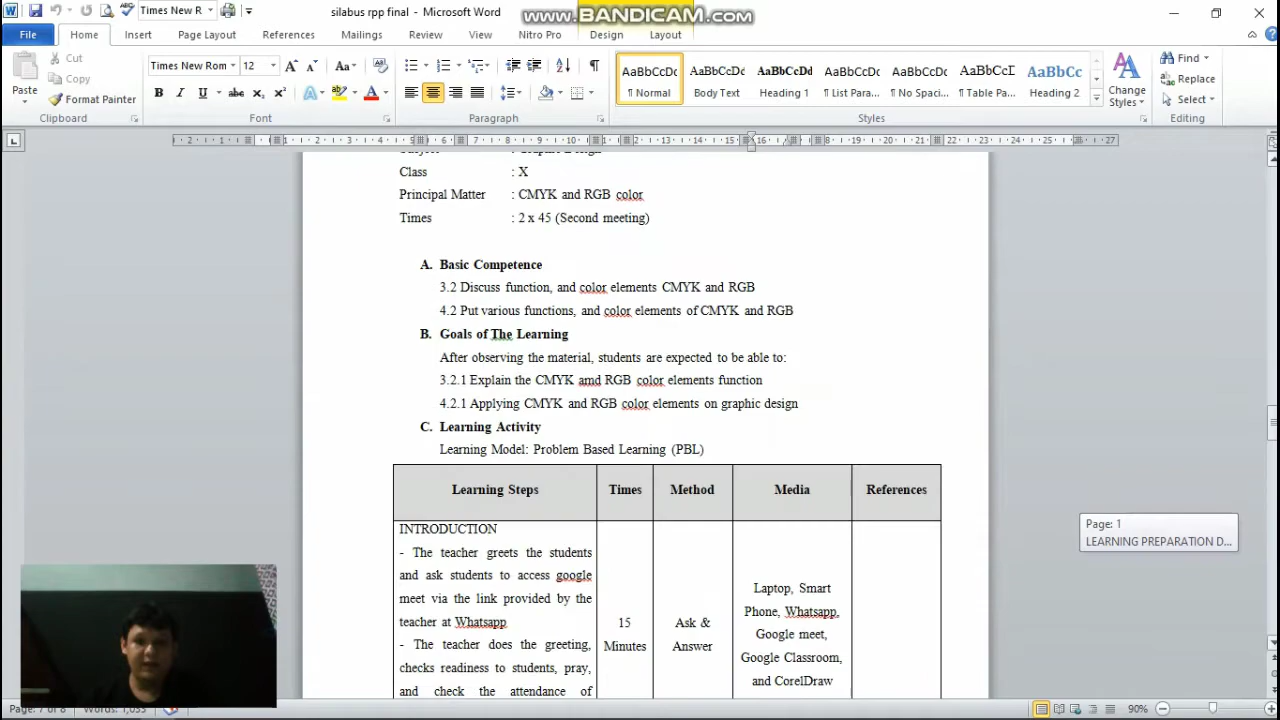 Times New R
silabus rpp final - Microsoft Word
www.BANDICAM.com
File
Home
Insert
Page Layout
References
Mailings
Review
View
Nitro Pro
Design
Layout
Paste
Cut
Copy
Format Painter
Clipboard
Times New Rom
12
Font
Paragraph
AaBbCcDc
¶ Normal
AaBbCcDd
Body Text
AaBbCcDd
Heading 1
AaBbCcDc
¶ List Para...
AaBbCcDc
¶ No Spaci...
AaBbCcDc
¶ Table Pa...
AaBbCc
Heading 2
Styles
Change
Styles
Find
Replace
Select
Editing
Class : X
Principal Matter : CMYK and RGB color
Times : 2 x 45 (Second meeting)
A. Basic Competence
3.2 Discuss function, and color elements CMYK and RGB
4.2 Put various functions, and color elements of CMYK and RGB
B. Goals of The Learning
After observing the material, students are expected to be able to:
3.2.1 Explain the CMYK amd RGB color elements function
4.2.1 Applying CMYK and RGB color elements on graphic design
C. Learning Activity
Learning Model: Problem Based Learning (PBL)
Learning Steps
Times
Method
Media
References
INTRODUCTION
- The teacher greets the students
and ask students to access google
meet via the link provided by the
teacher at Whatsapp
- The teacher does the greeting,
checks readiness to students, pray,
and check the attendance of
15
Minutes
Ask &
Answer
Laptop, Smart
Phone, Whatsapp,
Google meet,
Google Classroom,
and CorelDraw
Page: 1
LEARNING PREPARATION D...
Page: 7 of 8
Words: 1,053
90%